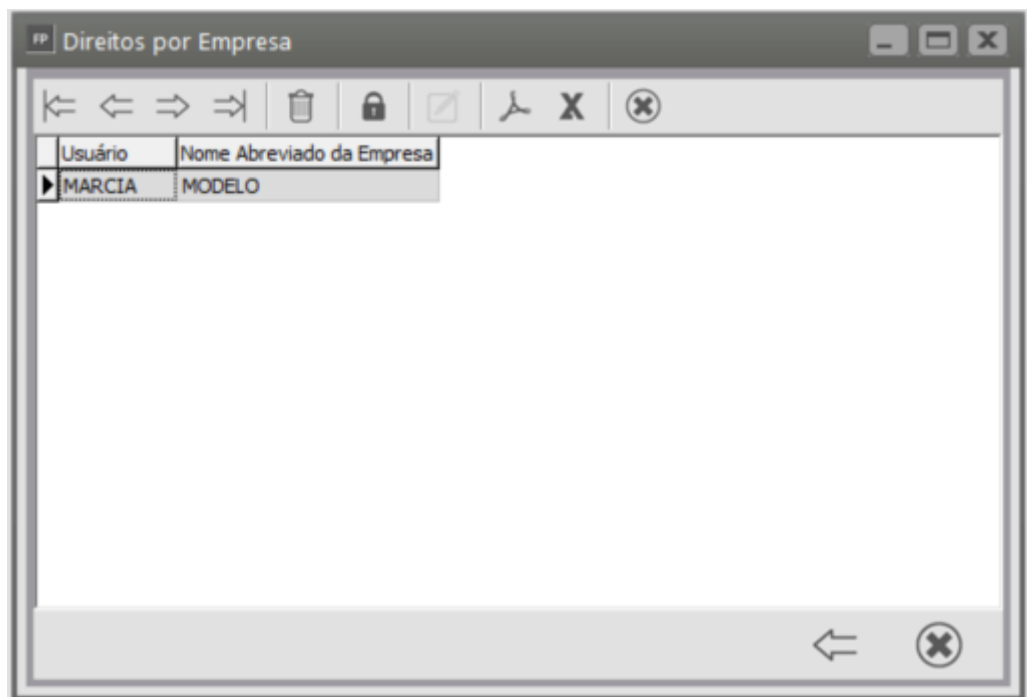 FP Direitos por Empresa
Usuário Nome Abreviado da Empresa
MARCIA MODELO